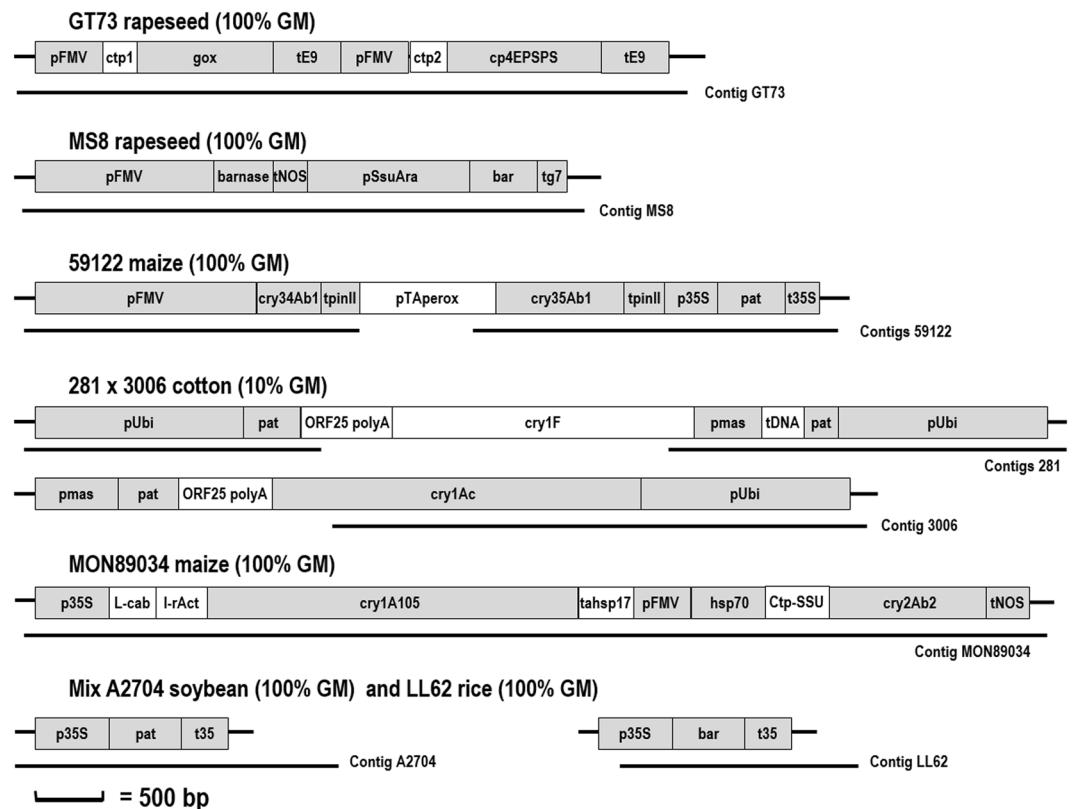 GT73 rapeseed (100% GM)
pFMV ctp1 gox tE9 pFMV ctp2 cp4EPSPS tE9
Contig GT73
MS8 rapeseed (100% GM)
pFMV barnase tNOS pSsuAra bar tg7
Contig MS8
59122 maize (100% GM)
pFMV cry34Ab1 tpinII pTAperox cry35Ab1 tpinII p35S pat t35S
Contigs 59122
281 x 3006 cotton (10% GM)
pUbi pat ORF25 polyA cry1F pmas tDNA pat pUbi
Contigs 281
pmas pat ORF25 polyA cry1Ac pUbi
Contig 3006
MON89034 maize (100% GM)
p35S L-cab I-rAct cry1A105 tahsp17 pFMV hsp70 Ctp-SSU cry2Ab2 tNOS
Contig MON89034
Mix A2704 soybean (100% GM) and LL62 rice (100% GM)
p35S pat t35 p35S bar t35
Contig A2704 Contig LL62
= 500 bp